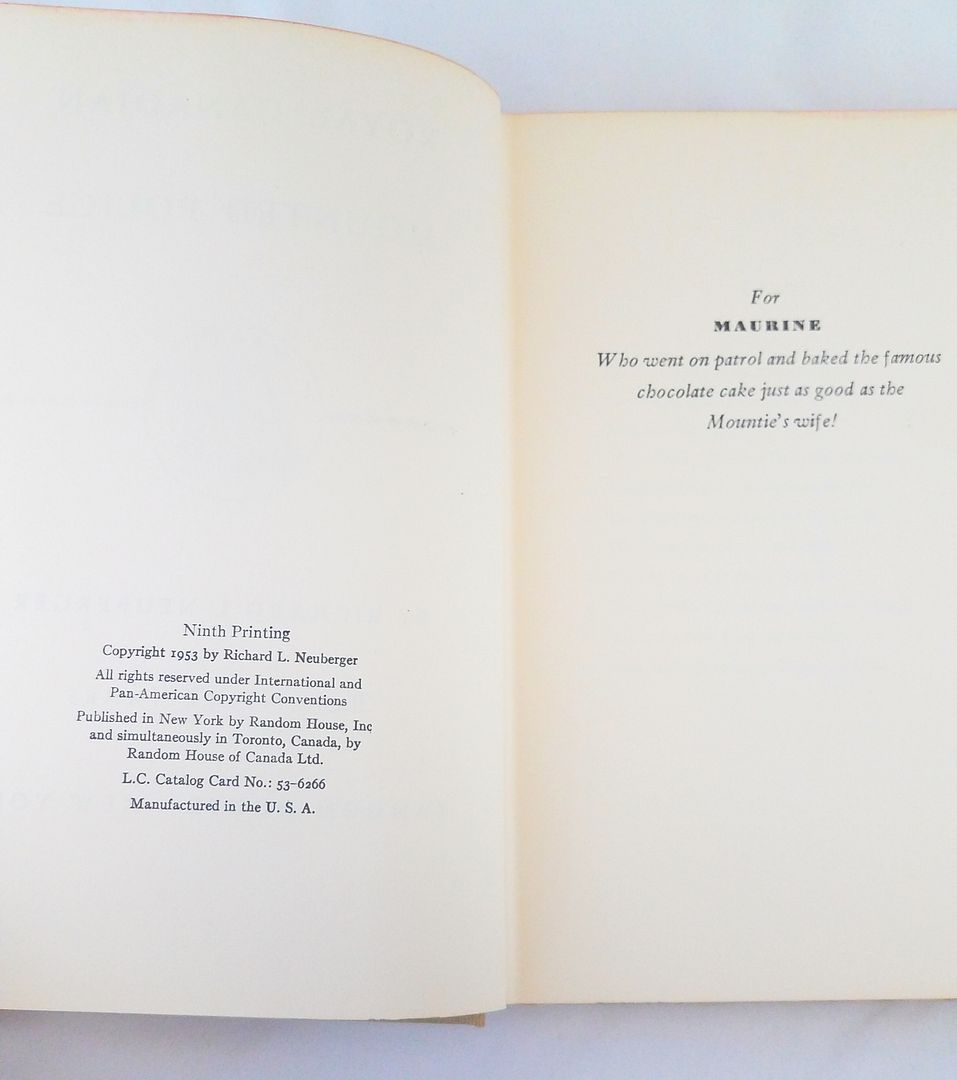 Ninth Printing
Copyright 1953 by Richard L. Neuberger
All rights reserved under International and
Pan-American Copyright Conventions
Published in New York by Random House, Inc
and simultaneously in Toronto, Canada, by
Random House of Canada Ltd.
L.C. Catalog Card No.: 53-6266
Manufactured in the U. S. A.
For
MAURINE
Who went on patrol and baked the famous
chocolate cake just as good as the
Mountie's wife!